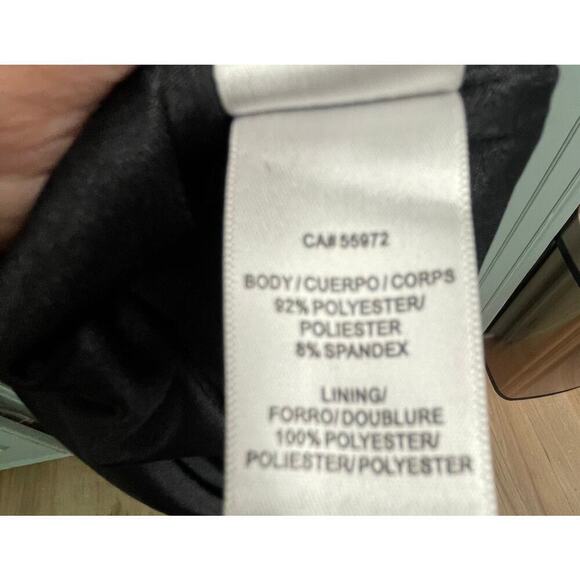 CA# 55972
BODY/CUERPO/CORPS
92% POLYESTER/
POLIESTER
8% SPANDEX
LINING/
FORRO/DOUBLURE
100% POLYESTER/
POLIESTER/POLYESTER